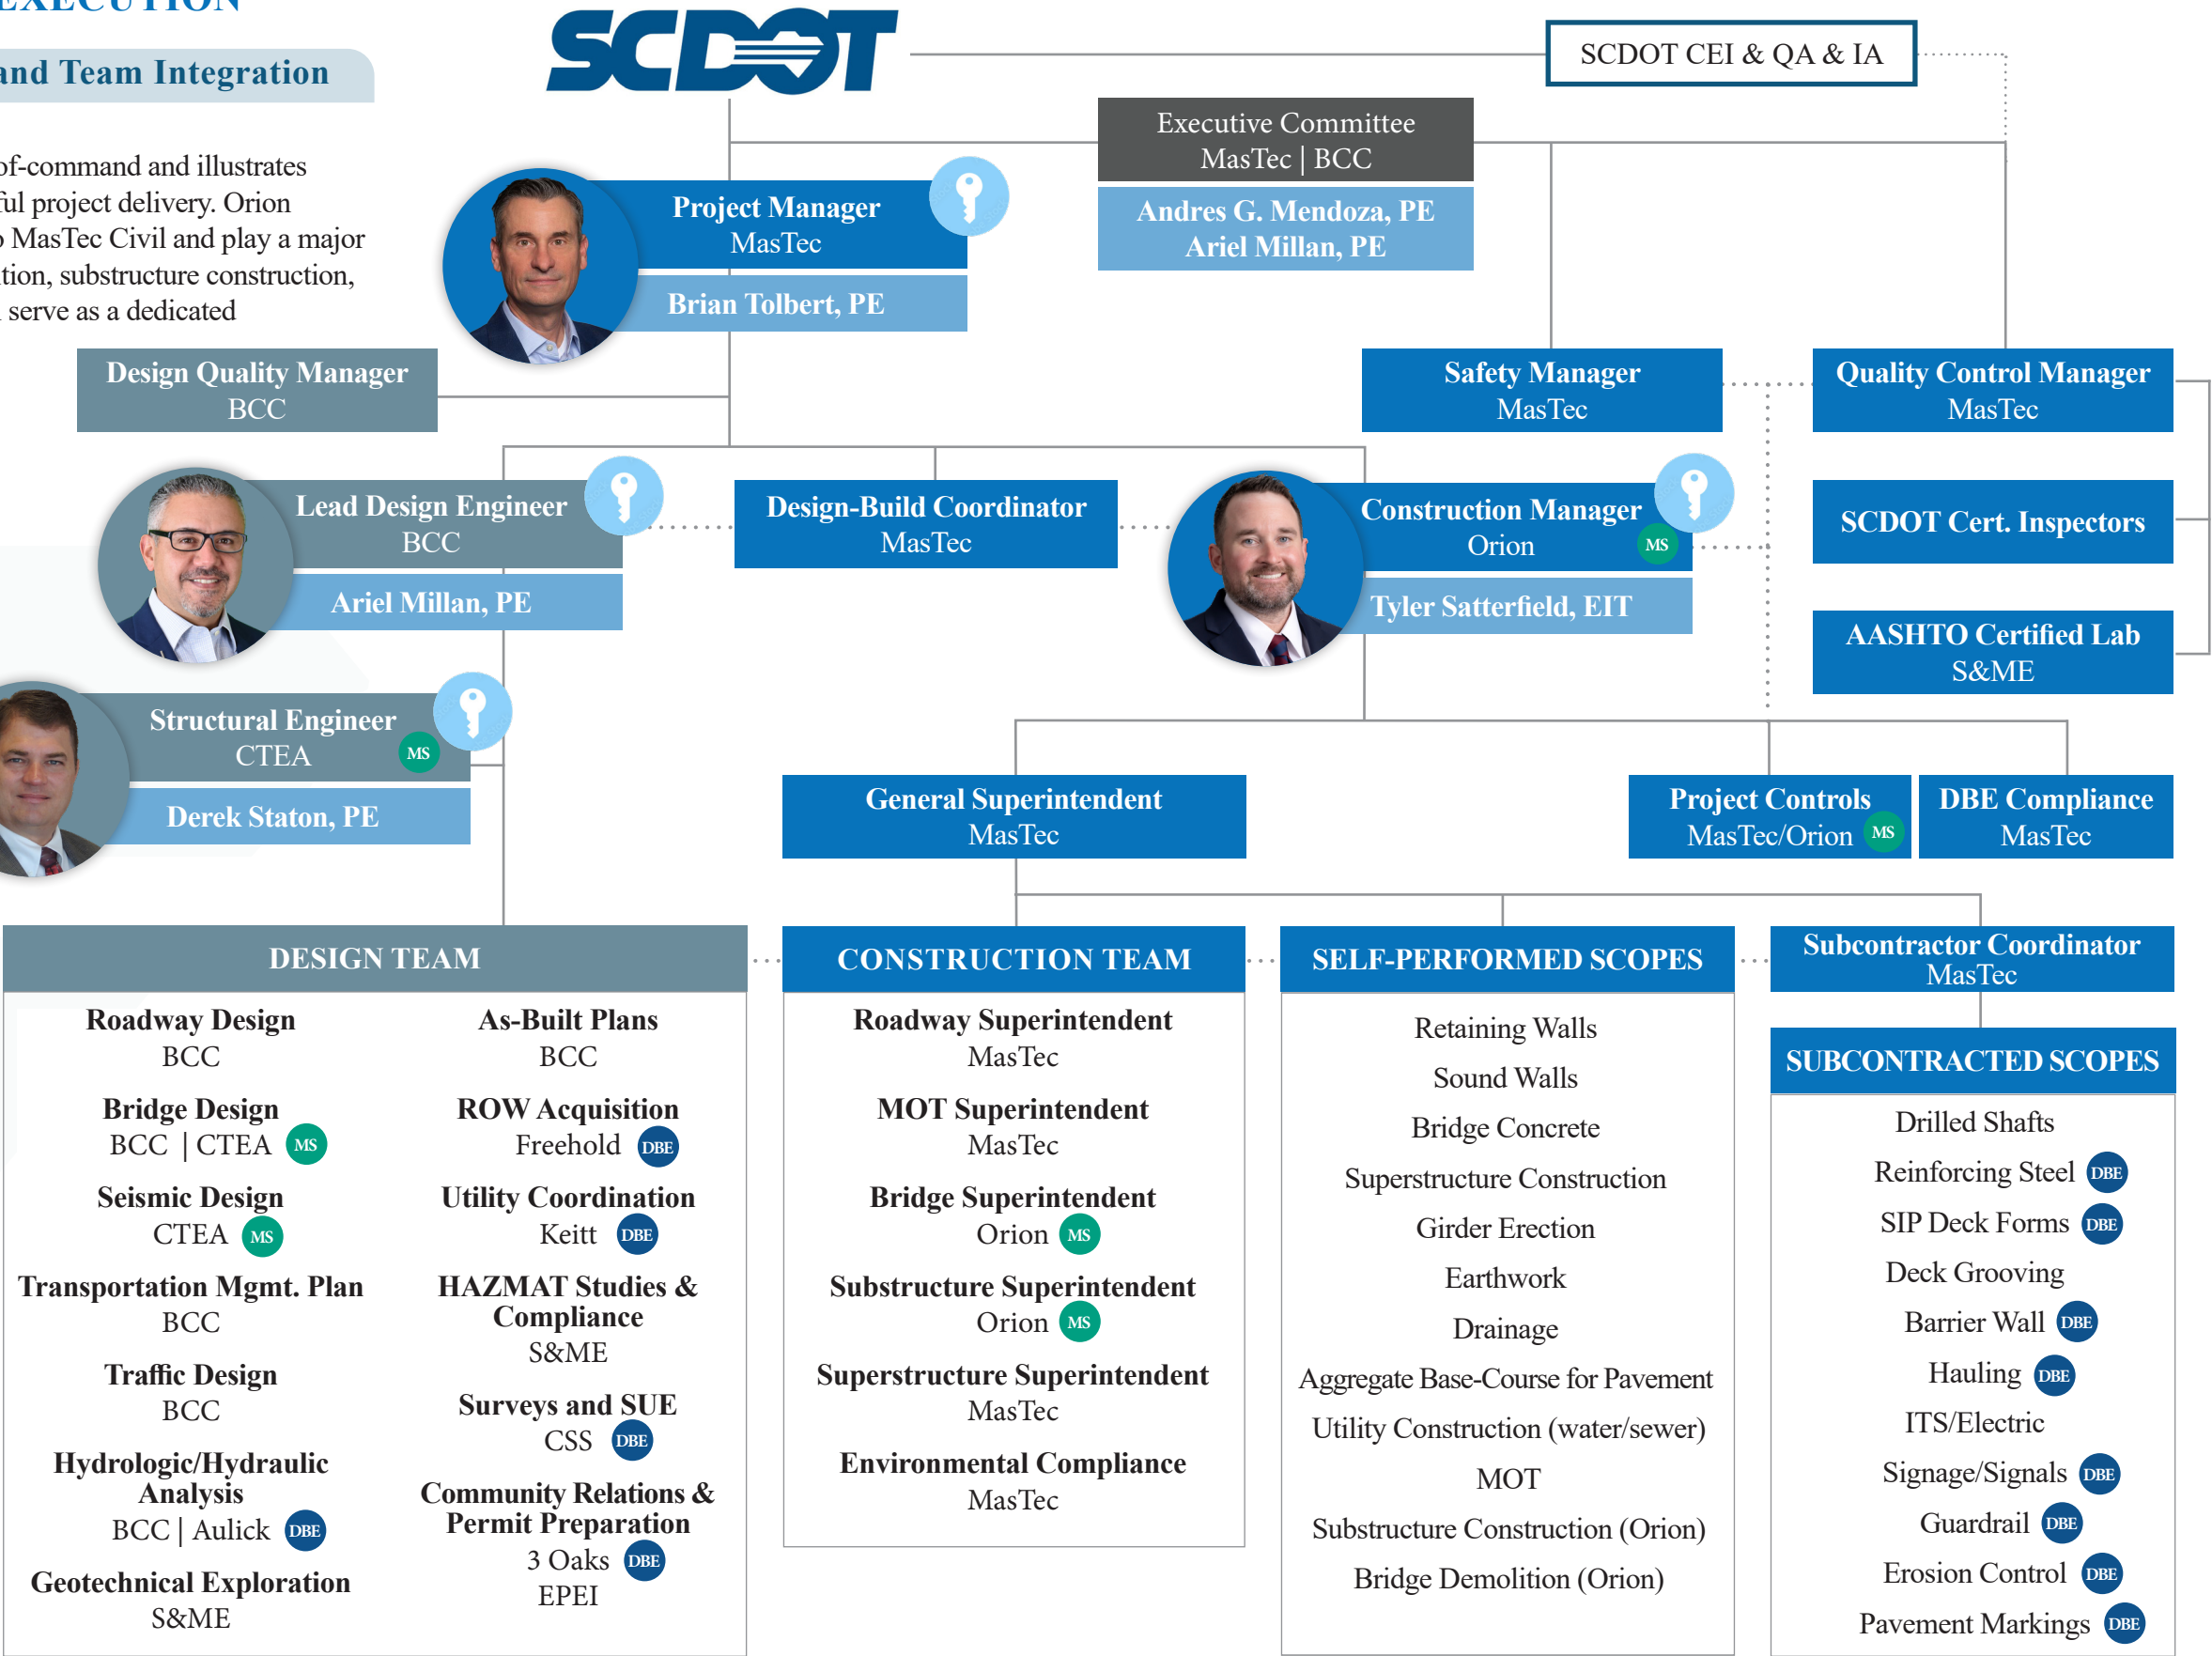 EXECUTION
and Team Integration
of-command and illustrates
ful project delivery. Orion
o MasTec Civil and play a major
ition, substructure construction,
serve as a dedicated
SCDOT
SCDOT CEI & QA & IA
Executive Committee
MasTec | BCC
Andres G. Mendoza, PE
Ariel Millan, PE
Project Manager
MasTec
Brian Tolbert, PE
Design Quality Manager
BCC
Safety Manager
MasTec
Quality Control Manager
MasTec
Lead Design Engineer
BCC
Ariel Millan, PE
Design-Build Coordinator
MasTec
Construction Manager
Orion MS
Tyler Satterfield, EIT
SCDOT Cert. Inspectors
AASHTO Certified Lab
S&ME
Structural Engineer
CTEA MS
Derek Staton, PE
General Superintendent
MasTec
Project Controls
MasTec/Orion MS
DBE Compliance
MasTec
DESIGN TEAM
Roadway Design
BCC
Bridge Design
BCC | CTEA MS
Seismic Design
CTEA MS
Transportation Mgmt. Plan
BCC
Traffic Design
BCC
Hydrologic/Hydraulic
Analysis
BCC | Aulick DBE
Geotechnical Exploration
S&ME
As-Built Plans
BCC
ROW Acquisition
Freehold DBE
Utility Coordination
Keitt DBE
HAZMAT Studies &
Compliance
S&ME
Surveys and SUE
CSS DBE
Community Relations &
Permit Preparation
3 Oaks DBE
EPEI
CONSTRUCTION TEAM
Roadway Superintendent
MasTec
MOT Superintendent
MasTec
Bridge Superintendent
Orion MS
Substructure Superintendent
Orion MS
Superstructure Superintendent
MasTec
Environmental Compliance
MasTec
SELF-PERFORMED SCOPES
Retaining Walls
Sound Walls
Bridge Concrete
Superstructure Construction
Girder Erection
Earthwork
Drainage
Aggregate Base-Course for Pavement
Utility Construction (water/sewer)
MOT
Substructure Construction (Orion)
Bridge Demolition (Orion)
Subcontractor Coordinator
MasTec
SUBCONTRACTED SCOPES
Drilled Shafts
Reinforcing Steel DBE
SIP Deck Forms DBE
Deck Grooving
Barrier Wall DBE
Hauling DBE
ITS/Electric
Signage/Signals DBE
Guardrail DBE
Erosion Control DBE
Pavement Markings DBE